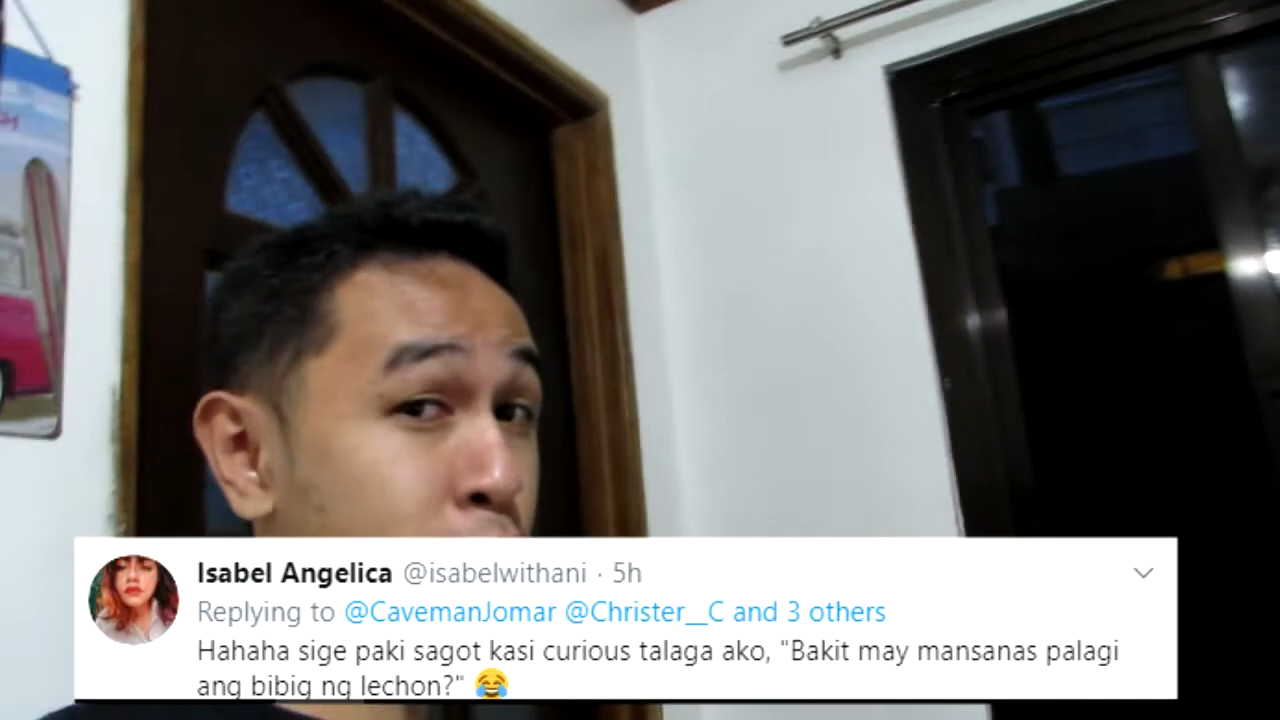 Isabel Angelica @isabelwithani · 5h
Replying to @CavemanJomar @Christer__C and 3 others
Hahaha sige paki sagot kasi curious talaga ako, "Bakit may mansanas palagi
ang bibig ng lechon?" 😂